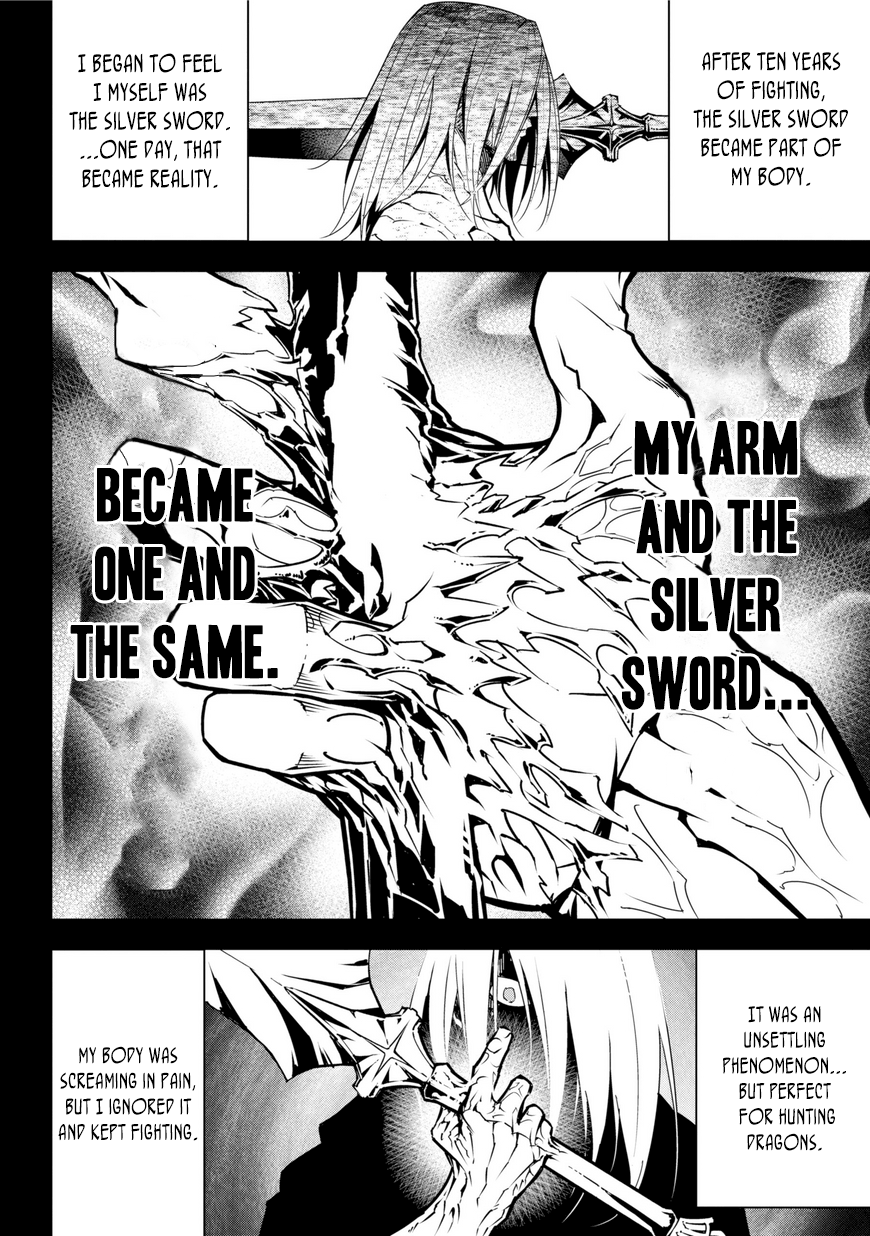 AFTER TEN YEARS
OF FIGHTING,
THE SILVER SWORD
BECAME PART OF
MY BODY.
I BEGAN TO FEEL
I MYSELF WAS
THE SILVER SWORD.
...ONE DAY, THAT
BECAME REALITY.
MY ARM
AND THE
SILVER
SWORD...
BECAME
ONE AND
THE SAME.
IT WAS AN
UNSETTLING
PHENOMENON...
BUT PERFECT
FOR HUNTING
DRAGONS.
MY BODY WAS
SCREAMING IN PAIN,
BUT I IGNORED IT
AND KEPT FIGHTING.